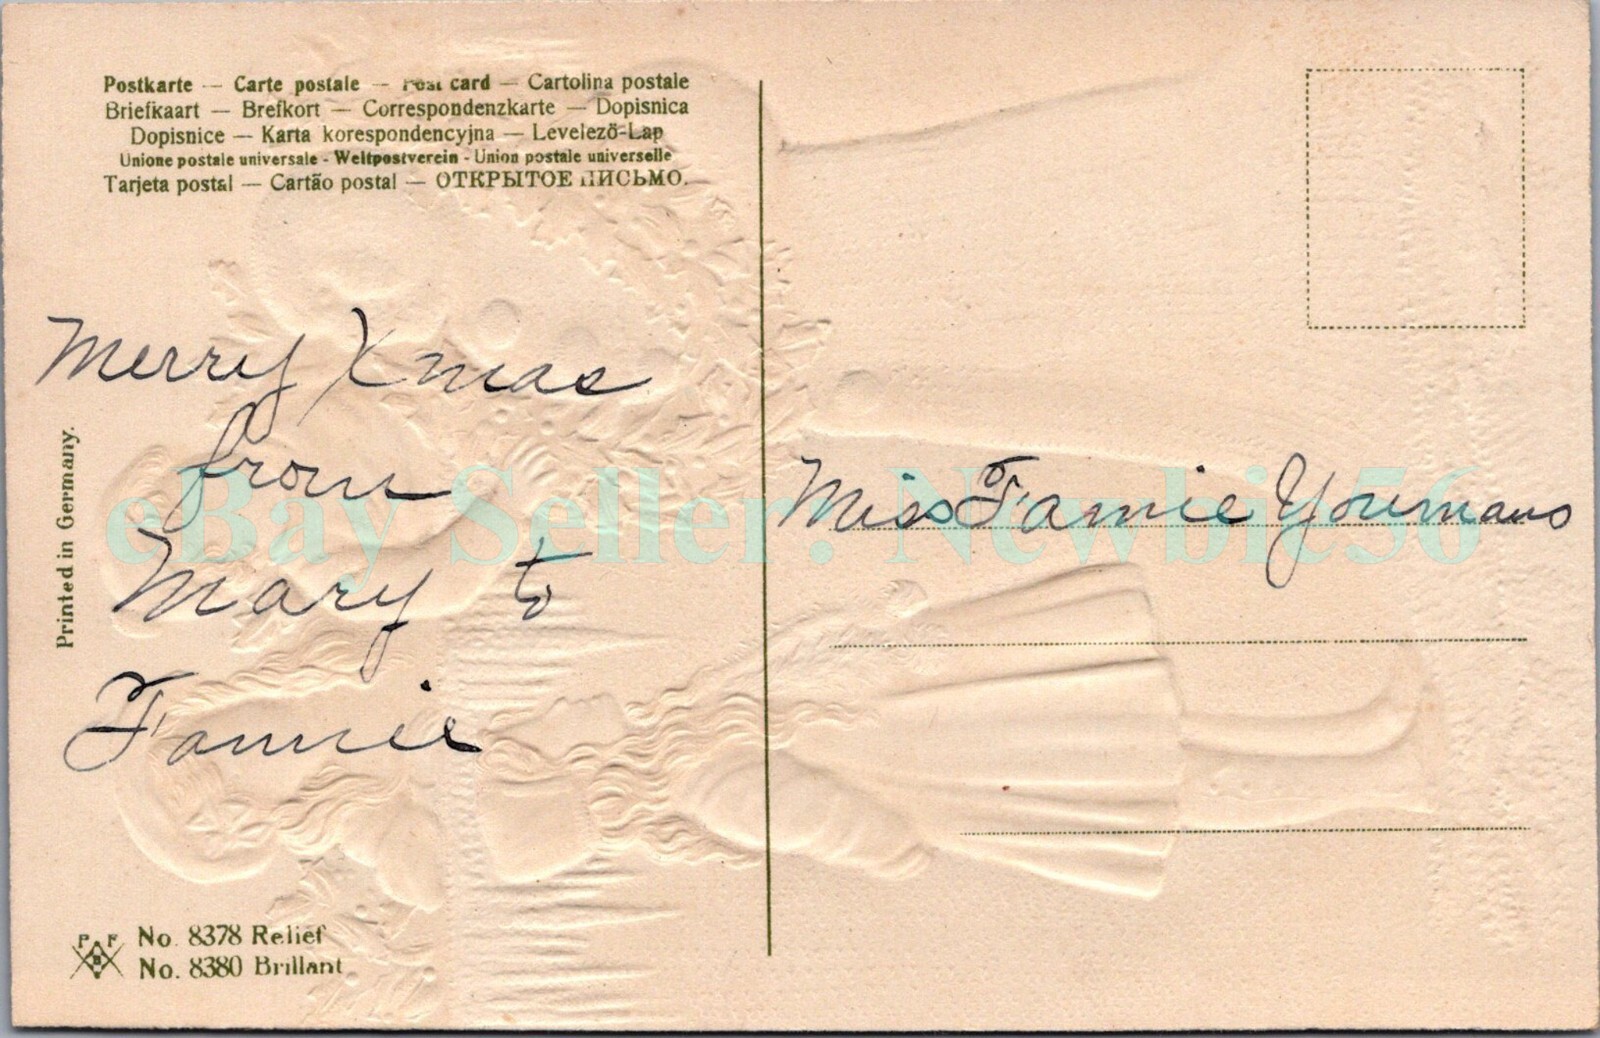 Postkarte — Carte postale — Post card — Cartolina postale
Briefkaart — Brefkort — Correspondenzkarte — Dopisnica
Dopisnice — Karta korespondencyjna — Levelező-Lap
Unione postale universale - Weltpostverein - Union postale universelle
Tarjeta postal — Cartão postal — ОТКРЫТОЕ ПИСЬМО.
Merry Xmas
from
Mary to
Fannie
Miss Fannie Youmans
Printed in Germany.
eBay Seller: Newbie56
P F
B
No. 8378 Relief
No. 8380 Brillant